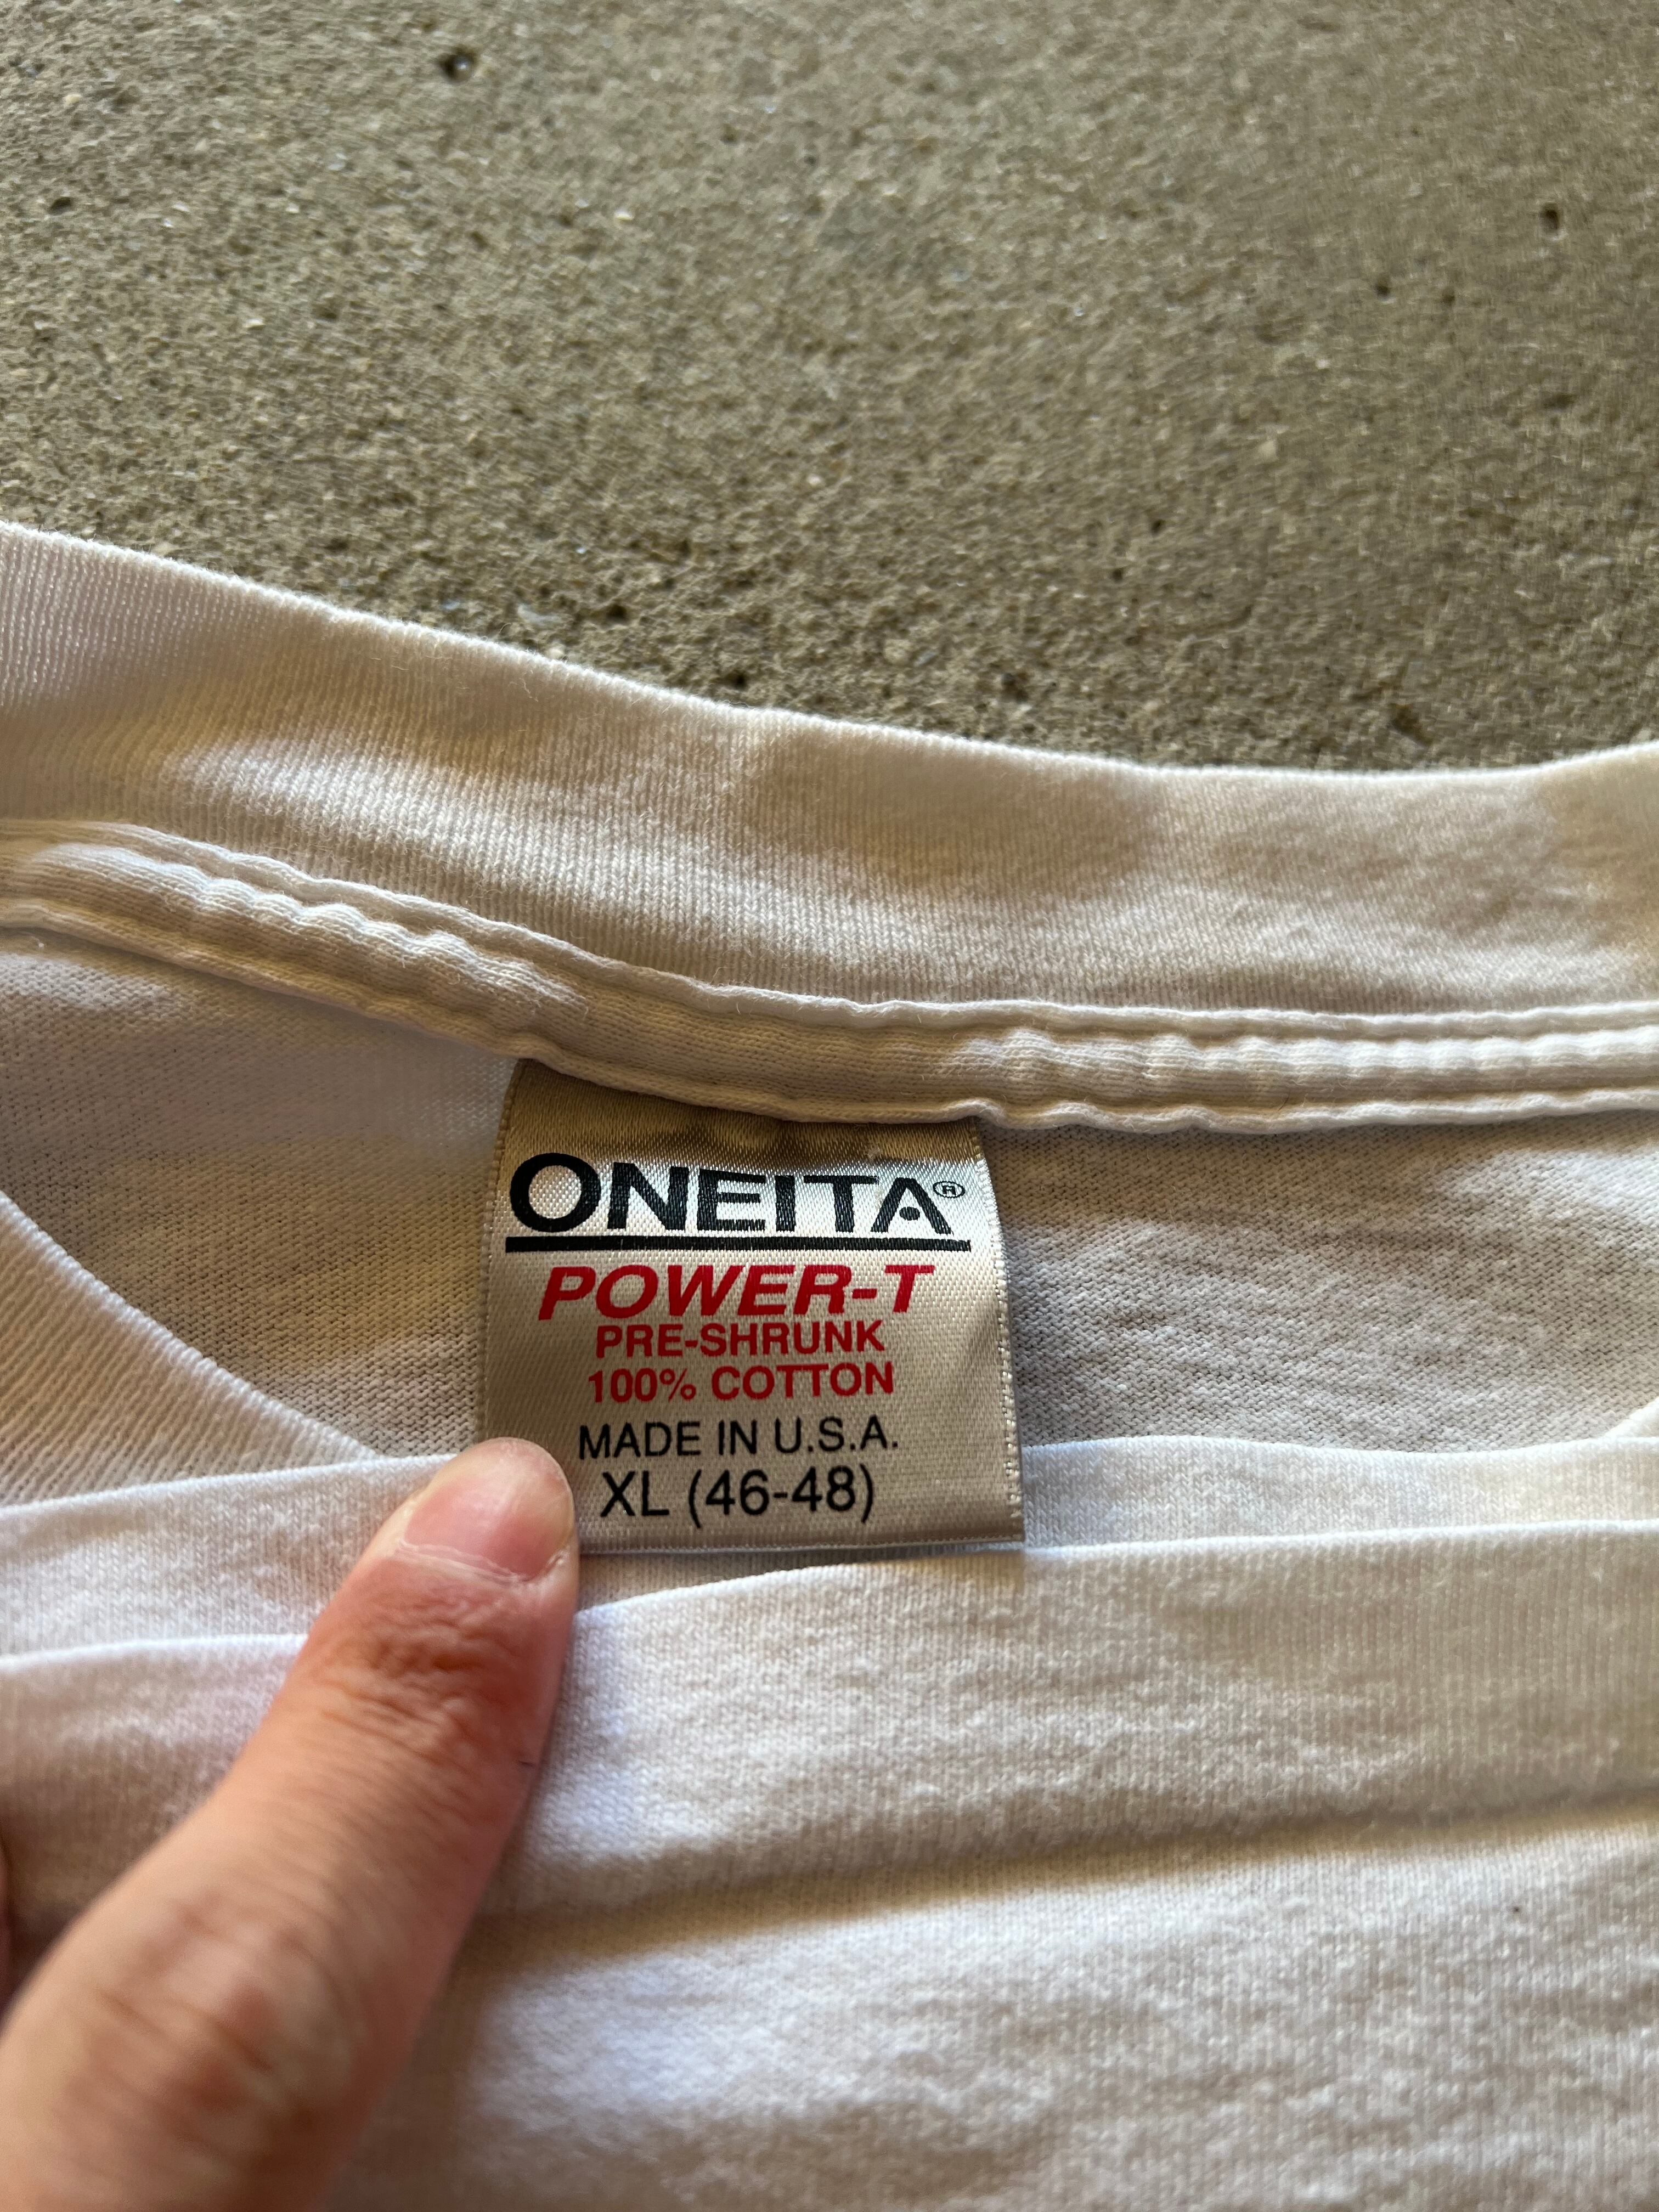 ONEITA®
POWER-T
PRE-SHRUNK
100% COTTON
MADE IN U.S.A.
XL (46-48)